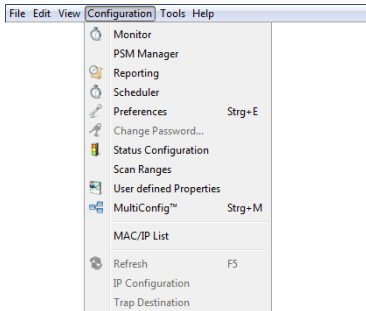 File Edit View Configuration Tools Help
Monitor
PSM Manager
Reporting
Scheduler
Preferences Strg+E
Change Password...
Status Configuration
Scan Ranges
User defined Properties
MultiConfig™ Strg+M
MAC/IP List
Refresh F5
IP Configuration
Trap Destination